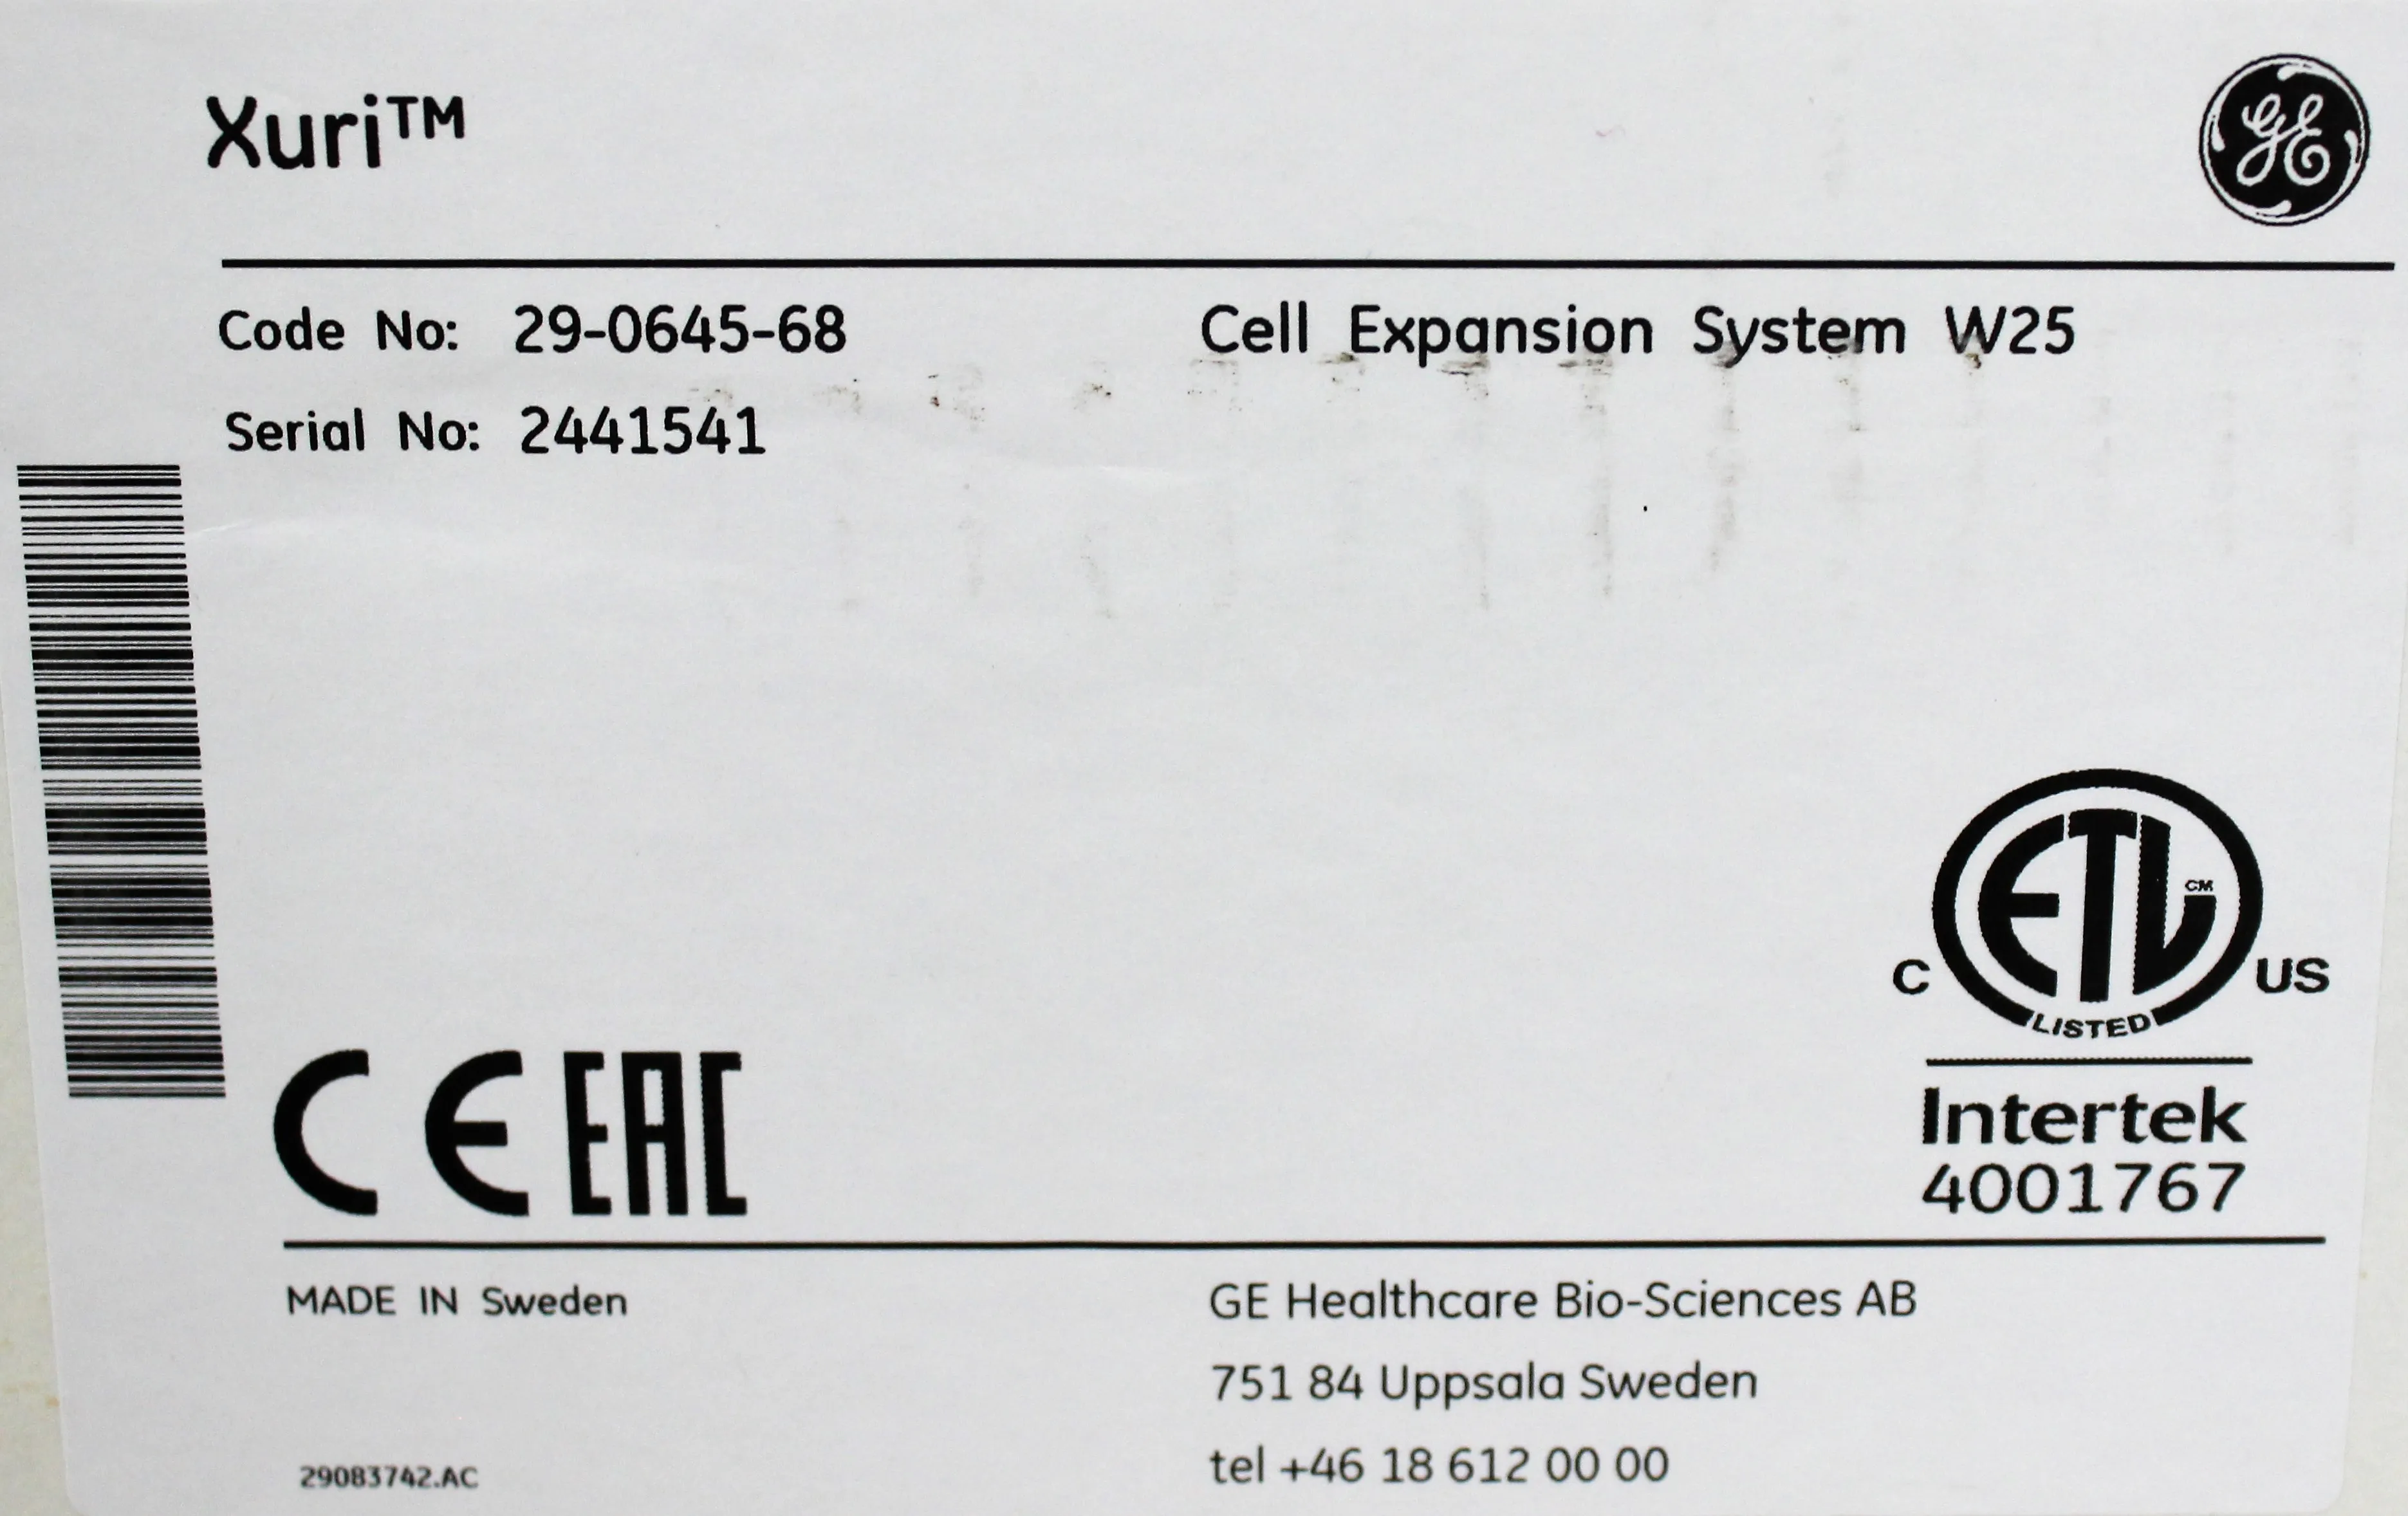 Xuri™
GE
Code No: 29-0645-68
Cell Expansion System W25
Serial No: 2441541
ETL CM
C US
LISTED
Intertek
4001767
CE EAC
MADE IN Sweden
GE Healthcare Bio-Sciences AB
751 84 Uppsala Sweden
tel +46 18 612 00 00
29083742.AC